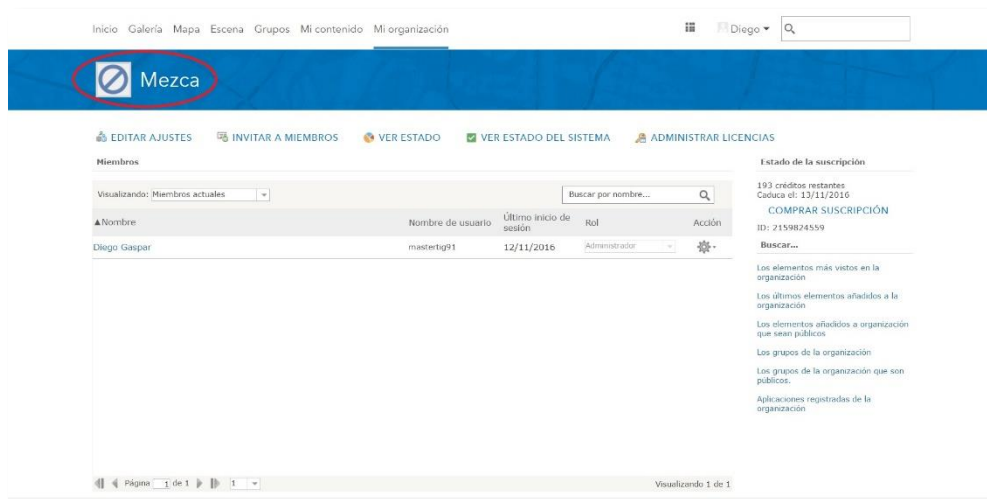 Inicio Galería Mapa Escena Grupos Mi contenido Mi organización Diego
Mezca
EDITAR AJUSTES INVITAR A MIEMBROS VER ESTADO VER ESTADO DEL SISTEMA ADMINISTRAR LICENCIAS
Miembros
Visualizando: Miembros actuales Buscar por nombre...
▲Nombre Nombre de usuario Último inicio de sesión Rol Acción
Diego Gaspar mastertig91 12/11/2016 Administrador
Página 1 de 1 1 Visualizando 1 de 1
Estado de la suscripción
193 créditos restantes
Caduca el: 13/11/2016
COMPRAR SUSCRIPCIÓN
ID: 2159824559
Buscar...
Los elementos más vistos en la
organización
Los últimos elementos añadidos a la
organización
Los elementos añadidos a organización
que sean públicos
Los grupos de la organización
Los grupos de la organización que son
públicos.
Aplicaciones registradas de la
organización